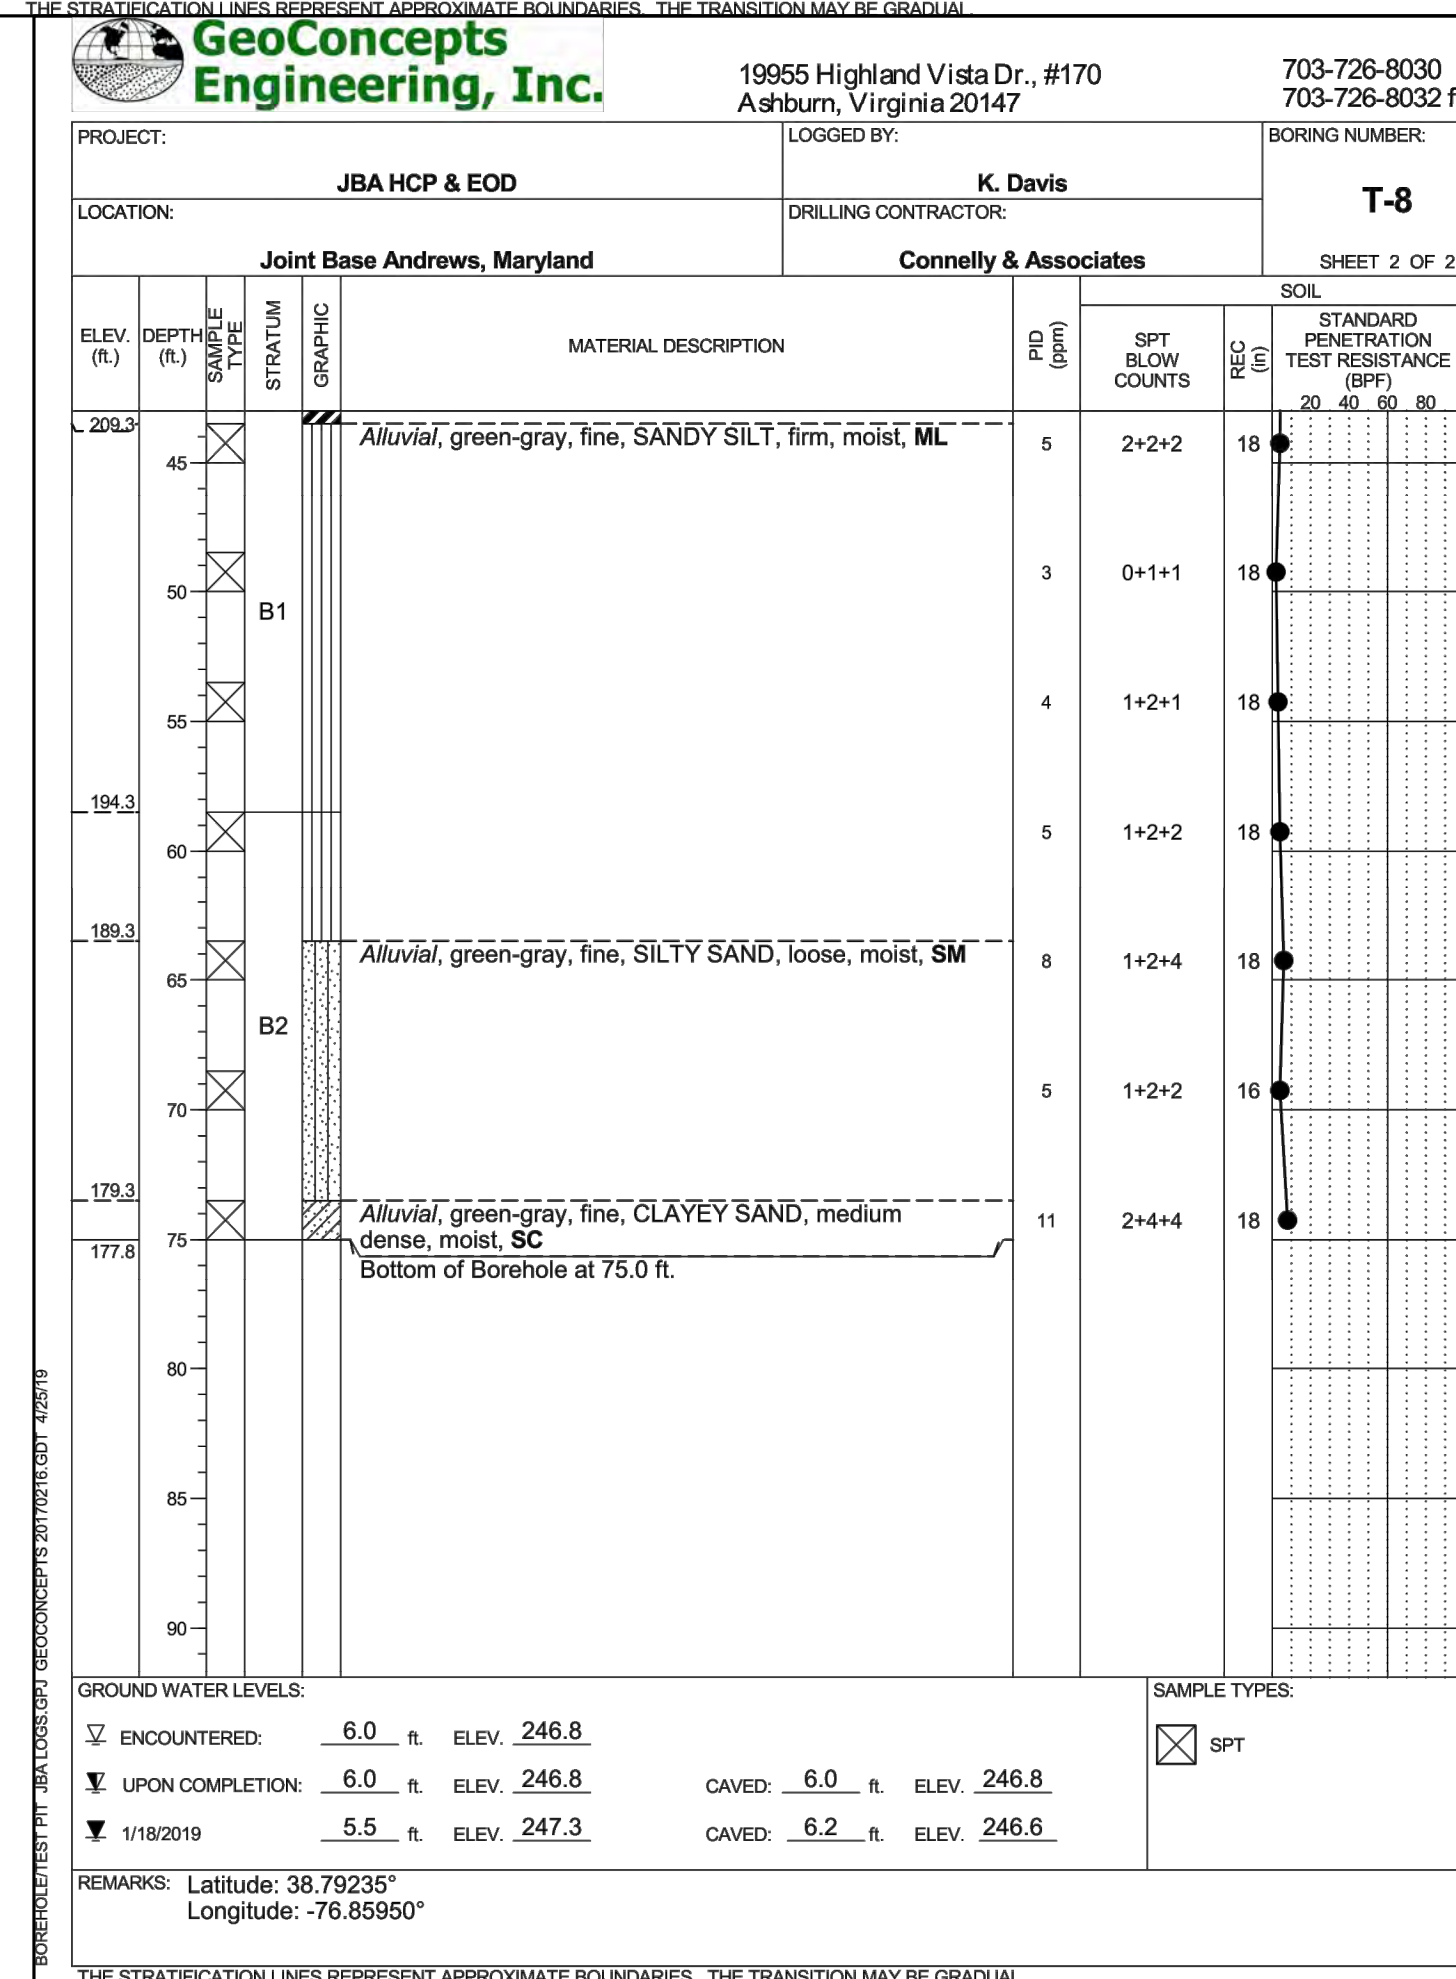 THE STRATIFICATION LINES REPRESENT APPROXIMATE BOUNDARIES. THE TRANSITION MAY BE GRADUAL.
GeoConcepts
Engineering, Inc.
19955 Highland Vista Dr., #170
Ashburn, Virginia 20147
703-726-8030
703-726-8032 f
PROJECT:
JBA HCP & EOD
LOGGED BY:
K. Davis
BORING NUMBER:
T-8
LOCATION:
Joint Base Andrews, Maryland
DRILLING CONTRACTOR:
Connelly & Associates
SHEET 2 OF 2
ELEV. (ft.)
DEPTH (ft.)
SAMPLE TYPE
STRATUM
GRAPHIC
MATERIAL DESCRIPTION
PID (ppm)
SOIL
SPT BLOW COUNTS
REC (in)
STANDARD
PENETRATION
TEST RESISTANCE
(BPF)
20 40 60 80
209.3
Alluvial, green-gray, fine, SANDY SILT, firm, moist, ML
5 2+2+2 18
45
3 0+1+1 18
50
B1
4 1+2+1 18
55
194.3
5 1+2+2 18
60
189.3
Alluvial, green-gray, fine, SILTY SAND, loose, moist, SM
8 1+2+4 18
65
B2
5 1+2+2 16
70
179.3
Alluvial, green-gray, fine, CLAYEY SAND, medium
dense, moist, SC
11 2+4+4 18
75
177.8
Bottom of Borehole at 75.0 ft.
80
85
90
GROUND WATER LEVELS:
ENCOUNTERED: 6.0 ft. ELEV. 246.8
UPON COMPLETION: 6.0 ft. ELEV. 246.8 CAVED: 6.0 ft. ELEV. 246.8
1/18/2019 5.5 ft. ELEV. 247.3 CAVED: 6.2 ft. ELEV. 246.6
SAMPLE TYPES:
SPT
REMARKS: Latitude: 38.79235°
Longitude: -76.85950°
BOREHOLE/TEST PIT JBA LOGS.GPJ GEOCONCEPTS 20170216.GDT 4/25/19
THE STRATIFICATION LINES REPRESENT APPROXIMATE BOUNDARIES. THE TRANSITION MAY BE GRADUAL